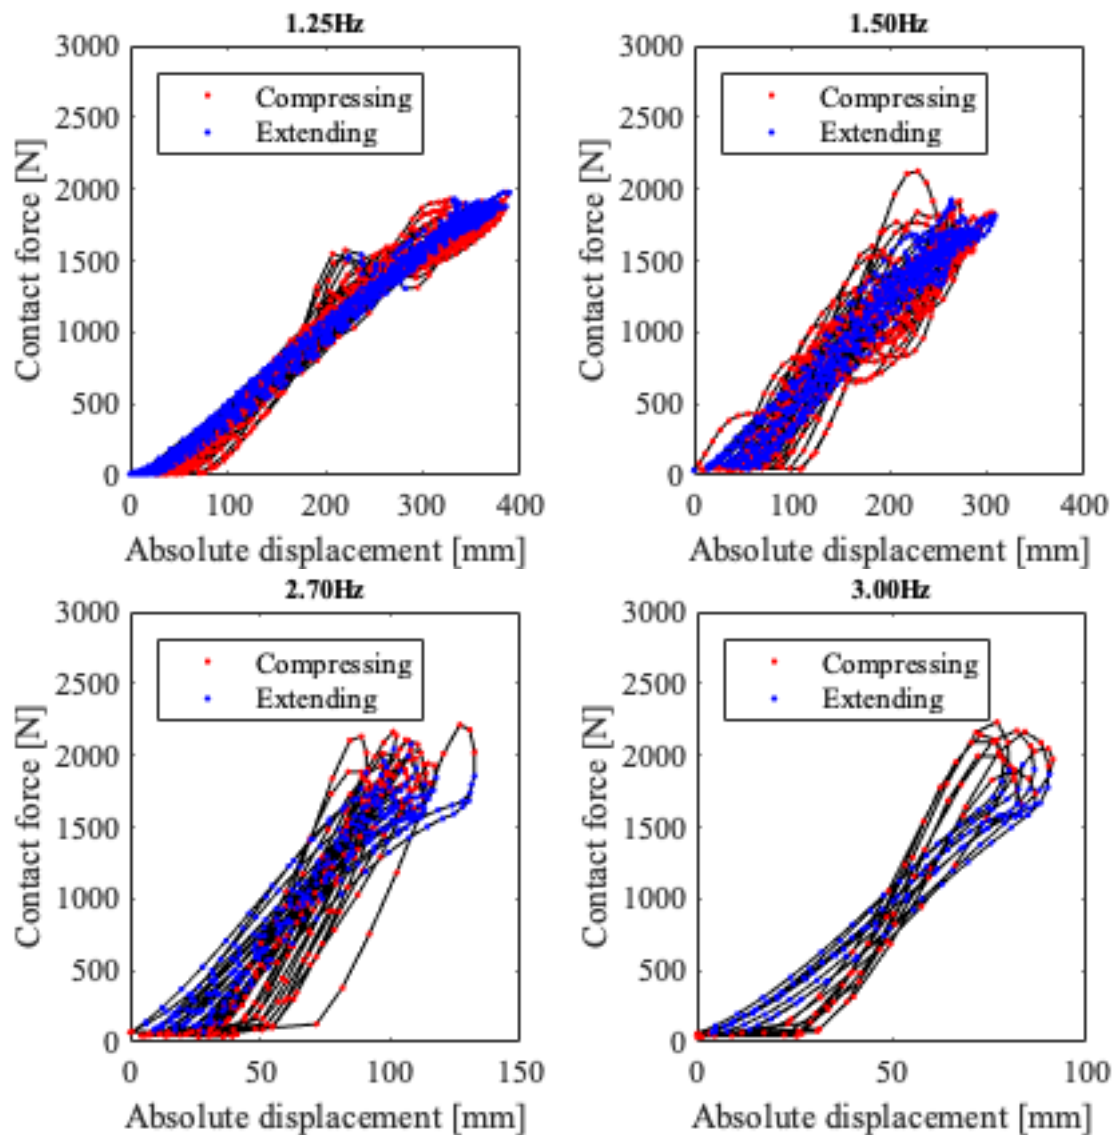 1.25Hz
3000
2500
2000
1500
1000
500
0
Contact force [N]
Compressing
Extending
0 100 200 300 400
Absolute displacement [mm]
1.50Hz
3000
2500
2000
1500
1000
500
0
Contact force [N]
Compressing
Extending
0 100 200 300 400
Absolute displacement [mm]
2.70Hz
3000
2500
2000
1500
1000
500
0
Contact force [N]
Compressing
Extending
0 50 100 150
Absolute displacement [mm]
3.00Hz
3000
2500
2000
1500
1000
500
0
Contact force [N]
Compressing
Extending
0 50 100
Absolute displacement [mm]